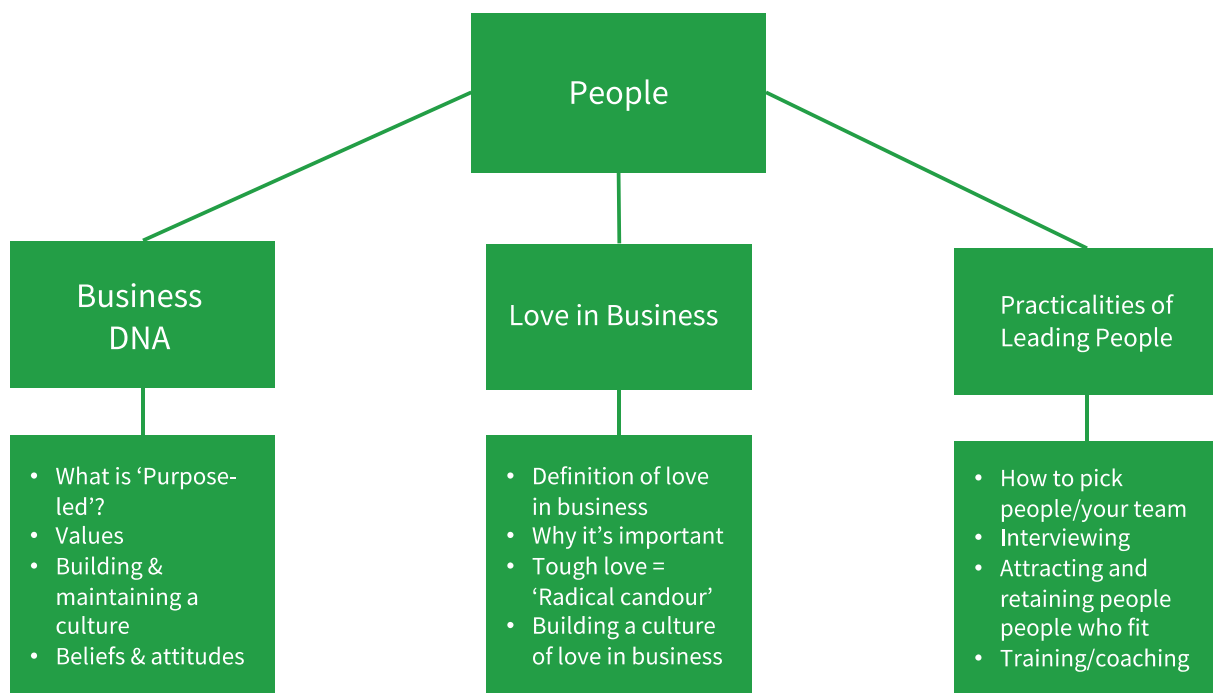 People
Business
DNA
Love in Business
Practicalities of
Leading People
• What is ‘Purpose-
led’?
• Values
• Building &
maintaining a
culture
• Beliefs & attitudes
• Definition of love
in business
• Why it’s important
• Tough love =
‘Radical candour’
• Building a culture
of love in business
• How to pick
people/your team
• Interviewing
• Attracting and
retaining people
people who fit
• Training/coaching